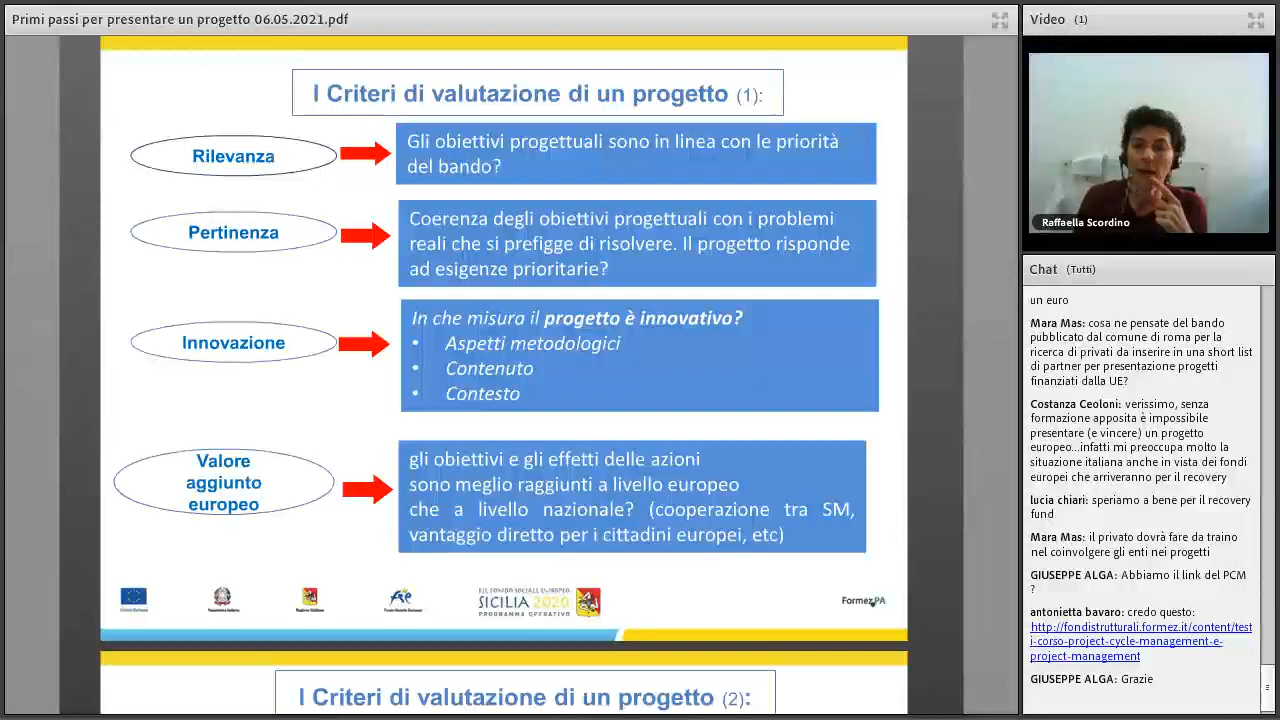 Primi passi per presentare un progetto 06.05.2021.pdf
I Criteri di valutazione di un progetto (1):
Rilevanza
Gli obiettivi progettuali sono in linea con le priorità
del bando?
Pertinenza
Coerenza degli obiettivi progettuali con i problemi
reali che si prefigge di risolvere. Il progetto risponde
ad esigenze prioritarie?
Innovazione
In che misura il progetto è innovativo?
• Aspetti metodologici
• Contenuto
• Contesto
Valore
aggiunto
europeo
gli obiettivi e gli effetti delle azioni
sono meglio raggiunti a livello europeo
che a livello nazionale? (cooperazione tra SM,
vantaggio diretto per i cittadini europei, etc)
SICILIA 2020
PROGRAMMA OPERATIVO
FormezPA
I Criteri di valutazione di un progetto (2):
Video (1)
Raffaella Scordino
Chat (Tutti)
un euro
Mara Mas: cosa ne pensate del bando
pubblicato dal comune di roma per la
ricerca di privati da inserire in una short list
di partner per presentazione progetti
finanziati dalla UE?
Costanza Ceoloni: verissimo, senza
formazione apposita è impossibile
presentare (e vincere) un progetto
europeo...infatti mi preoccupa molto la
situazione italiana anche in vista dei fondi
europei che arriveranno per il recovery
lucia chiari: speriamo a bene per il recovery
fund
Mara Mas: il privato dovrà fare da traino
nel coinvolgere gli enti nei progetti
GIUSEPPE ALGA: Abbiamo il link del PCM
?
antonietta bavaro: credo questo:
http://fondistrutturali.formez.it/content/test
i-corso-project-cycle-management-e-
project-management
GIUSEPPE ALGA: Grazie